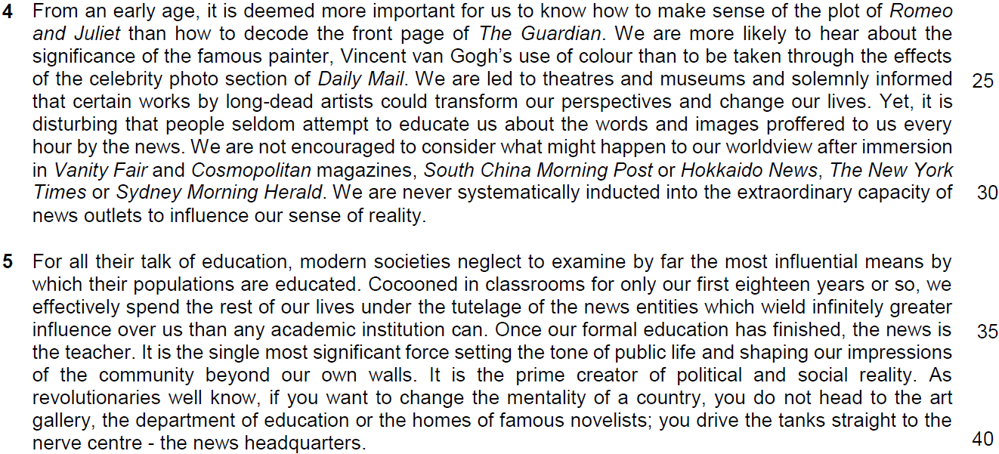 4 From an early age, it is deemed more important for us to know how to make sense of the plot of Romeo
and Juliet than how to decode the front page of The Guardian. We are more likely to hear about the
significance of the famous painter, Vincent van Gogh's use of colour than to be taken through the effects
of the celebrity photo section of Daily Mail. We are led to theatres and museums and solemnly informed 25
that certain works by long-dead artists could transform our perspectives and change our lives. Yet, it is
disturbing that people seldom attempt to educate us about the words and images proffered to us every
hour by the news. We are not encouraged to consider what might happen to our worldview after immersion
in Vanity Fair and Cosmopolitan magazines, South China Morning Post or Hokkaido News, The New York
Times or Sydney Morning Herald. We are never systematically inducted into the extraordinary capacity of 30
news outlets to influence our sense of reality.
5 For all their talk of education, modern societies neglect to examine by far the most influential means by
which their populations are educated. Cocooned in classrooms for only our first eighteen years or so, we
effectively spend the rest of our lives under the tutelage of the news entities which wield infinitely greater
influence over us than any academic institution can. Once our formal education has finished, the news is 35
the teacher. It is the single most significant force setting the tone of public life and shaping our impressions
of the community beyond our own walls. It is the prime creator of political and social reality. As
revolutionaries well know, if you want to change the mentality of a country, you do not head to the art
gallery, the department of education or the homes of famous novelists; you drive the tanks straight to the
nerve centre - the news headquarters. 40